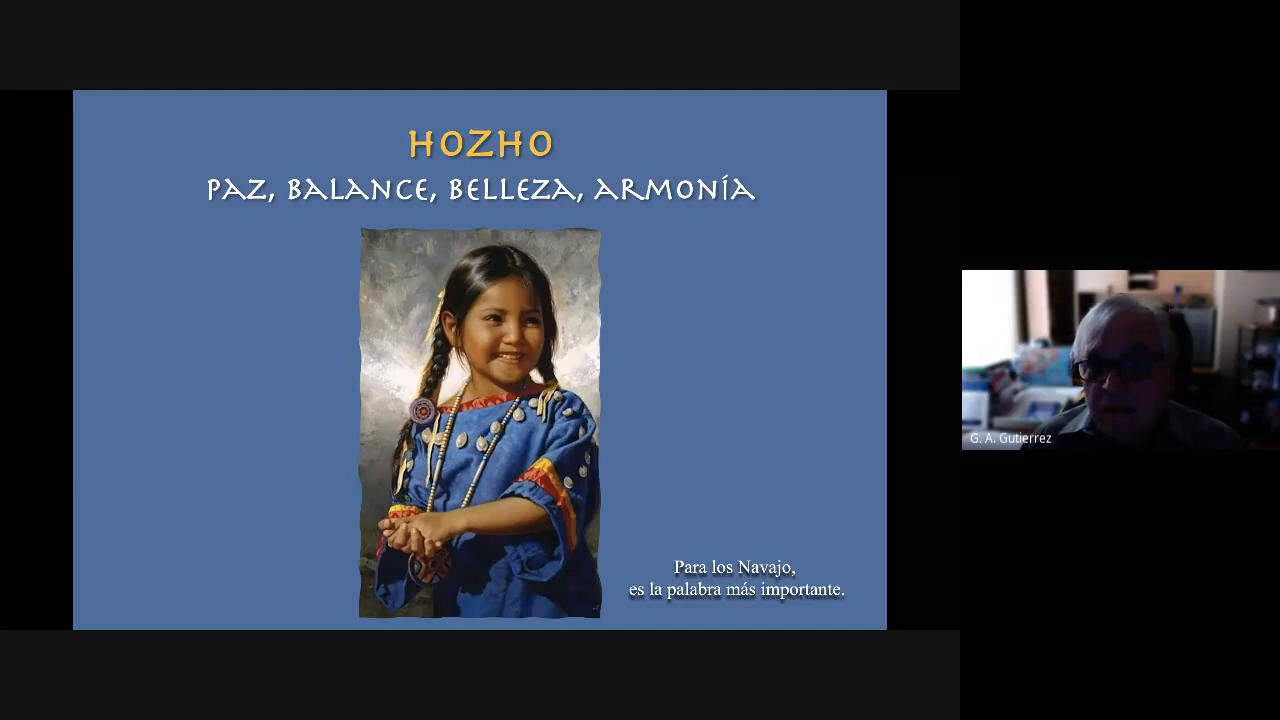 HOZHO
PAZ, BALANCE, BELLEZA, ARMONÍA
Para los Navajo,
es la palabra más importante.
G. A. Gutierrez